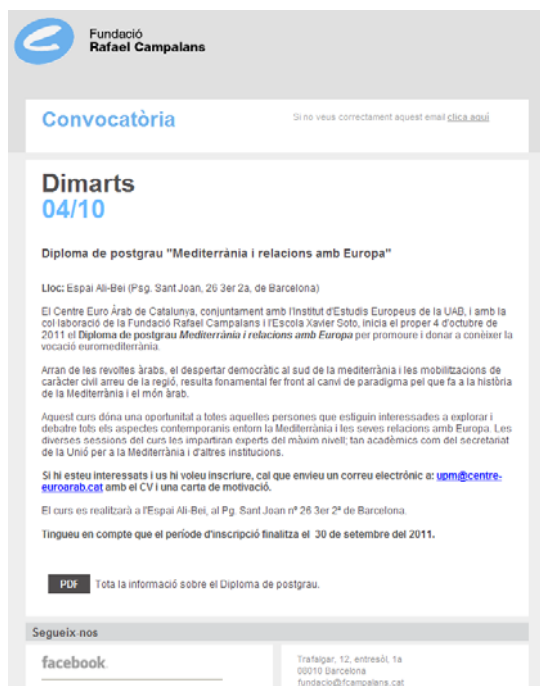 Fundació
Rafael Campalans
Convocatòria
Si no veus correctament aquest email clica aquí
Dimarts
04/10
Diploma de postgrau "Mediterrània i relacions amb Europa"
Lloc: Espai Ali-Bei (Psg. Sant Joan, 26 3er 2a, de Barcelona)
El Centre Euro Àrab de Catalunya, conjuntament amb l'Institut d'Estudis Europeus de la UAB, i amb la
col·laboració de la Fundació Rafael Campalans i l'Escola Xavier Soto, inicia el proper 4 d'octubre de
2011 el Diploma de postgrau Mediterrània i relacions amb Europa per promoure i donar a conèixer la
vocació euromediterrània.
Arran de les revoltes àrabs, el despertar democràtic al sud de la mediterrània i les mobilitzacions de
caràcter civil arreu de la regió, resulta fonamental fer front al canvi de paradigma pel que fa a la història
de la Mediterrània i el món àrab.
Aquest curs dóna una oportunitat a totes aquelles persones que estiguin interessades a explorar i
debatre tots els aspectes contemporanis entorn la Mediterrània i les seves relacions amb Europa. Les
diverses sessions del curs les impartiran experts del màxim nivell; tan acadèmics com del secretariat
de la Unió per a la Mediterrània i d'altres institucions.
Si hi esteu interessats i us hi voleu inscriure, cal que envieu un correu electrònic a: upm@centre-
euroarab.cat amb el CV i una carta de motivació.
El curs es realitzarà a l'Espai Ali-Bei, al Pg. Sant Joan nº 26 3er 2ª de Barcelona.
Tingueu en compte que el període d'inscripció finalitza el 30 de setembre del 2011.
PDF Tota la informació sobre el Diploma de postgrau.
Segueix-nos
facebook
Trafalgar, 12, entresòl, 1a
08010 Barcelona
fundacio@fcampalans.cat